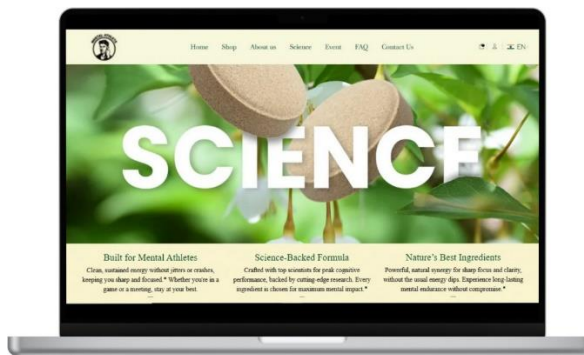 MENTAL ATHLETE
Home Shop About us Science Event FAQ Contact Us EN
SCIENCE
Built for Mental Athletes
Clean, sustained energy without jitters or crashes,
keeping you sharp and focused.* Whether you're in a
game or a meeting, stay at your best.
Science-Backed Formula
Crafted with top scientists for peak cognitive
performance, backed by cutting-edge research. Every
ingredient is chosen for maximum mental impact.*
Nature's Best Ingredients
Powerful, natural synergy for sharp focus and clarity,
without the usual energy dips. Experience long-lasting
mental endurance without compromise.*